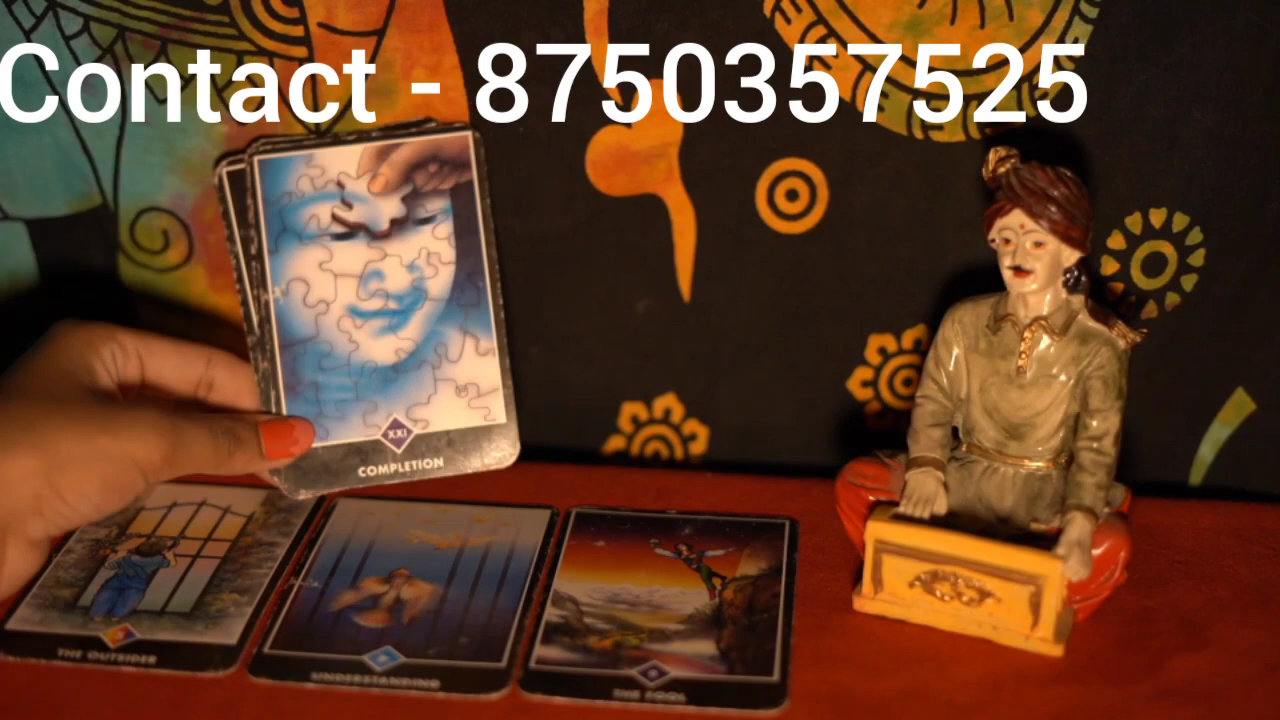 Contact - 8750357525
XXI
COMPLETION
THE OUTSIDER
UNDERSTANDING
THE FOOL